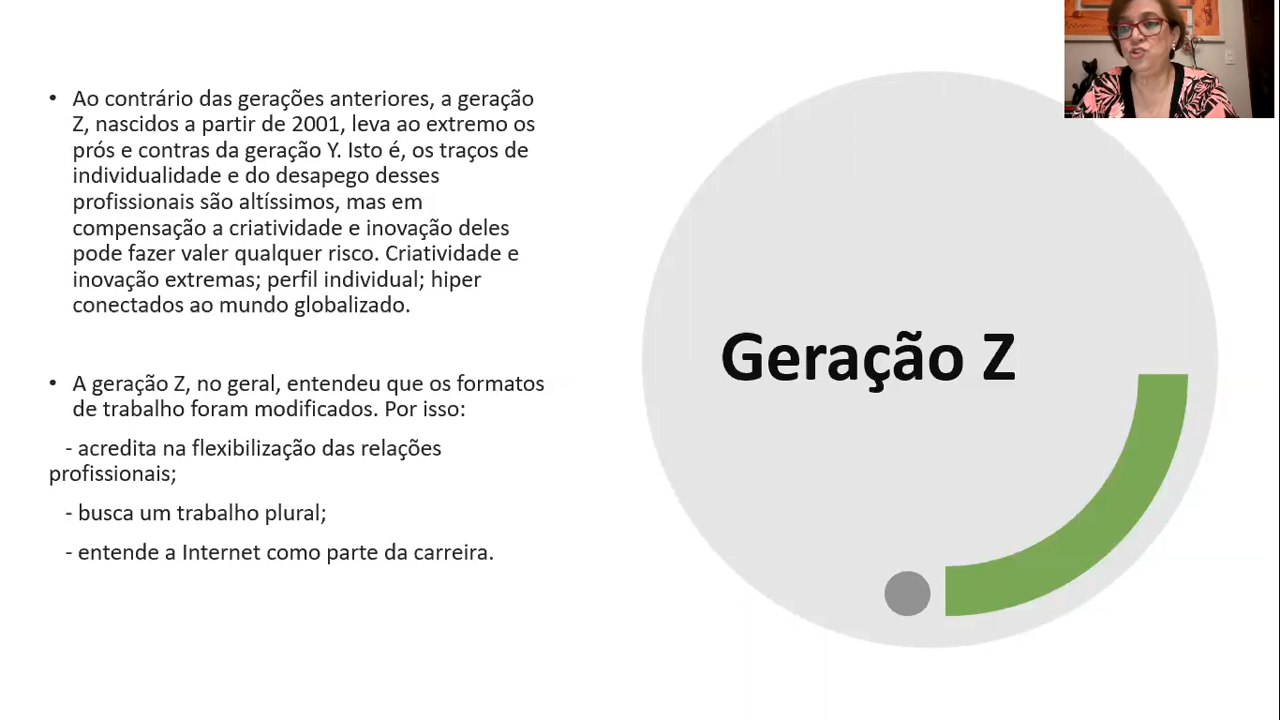 • Ao contrário das gerações anteriores, a geração
Z, nascidos a partir de 2001, leva ao extremo os
prós e contras da geração Y. Isto é, os traços de
individualidade e do desapego desses
profissionais são altíssimos, mas em
compensação a criatividade e inovação deles
pode fazer valer qualquer risco. Criatividade e
inovação extremas; perfil individual; hiper
conectados ao mundo globalizado.
• A geração Z, no geral, entendeu que os formatos
de trabalho foram modificados. Por isso:
- acredita na flexibilização das relações
profissionais;
- busca um trabalho plural;
- entende a Internet como parte da carreira.
Geração Z